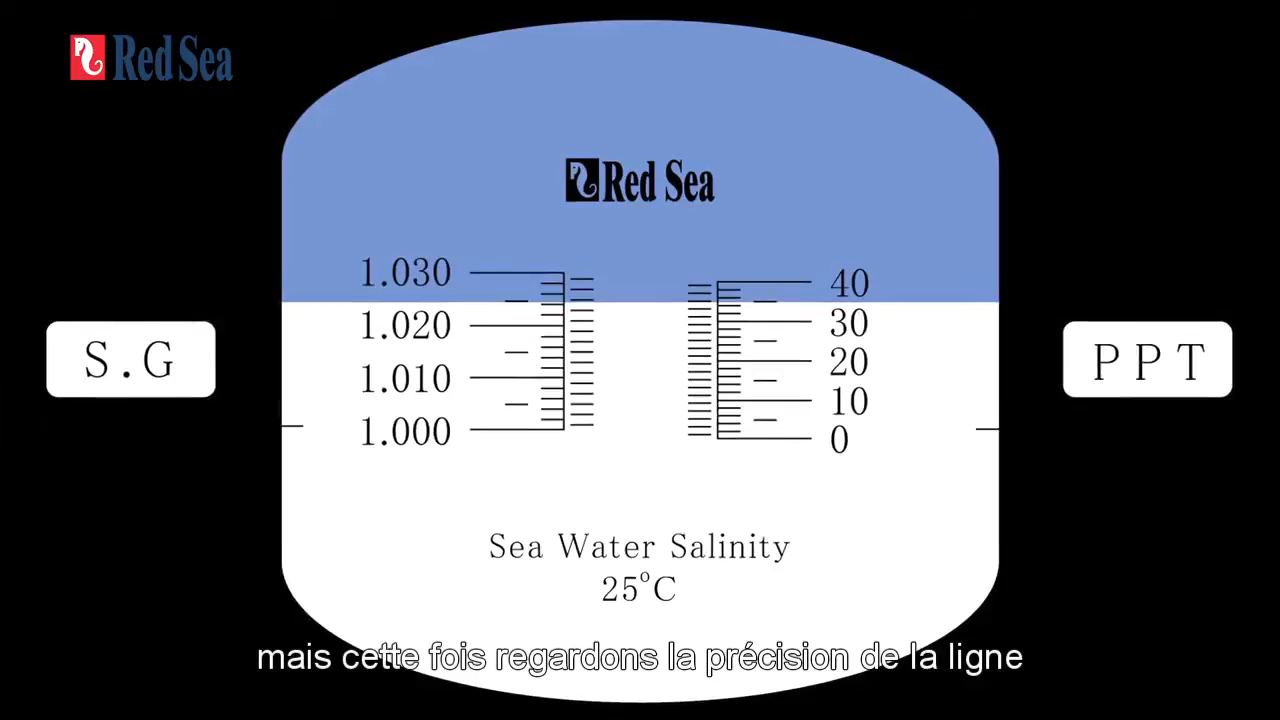 Red Sea
Red Sea
1.030
1.020
1.010
1.000
40
30
20
10
0
S.G
PPT
Sea Water Salinity
25°C
mais cette fois regardons la précision de la ligne